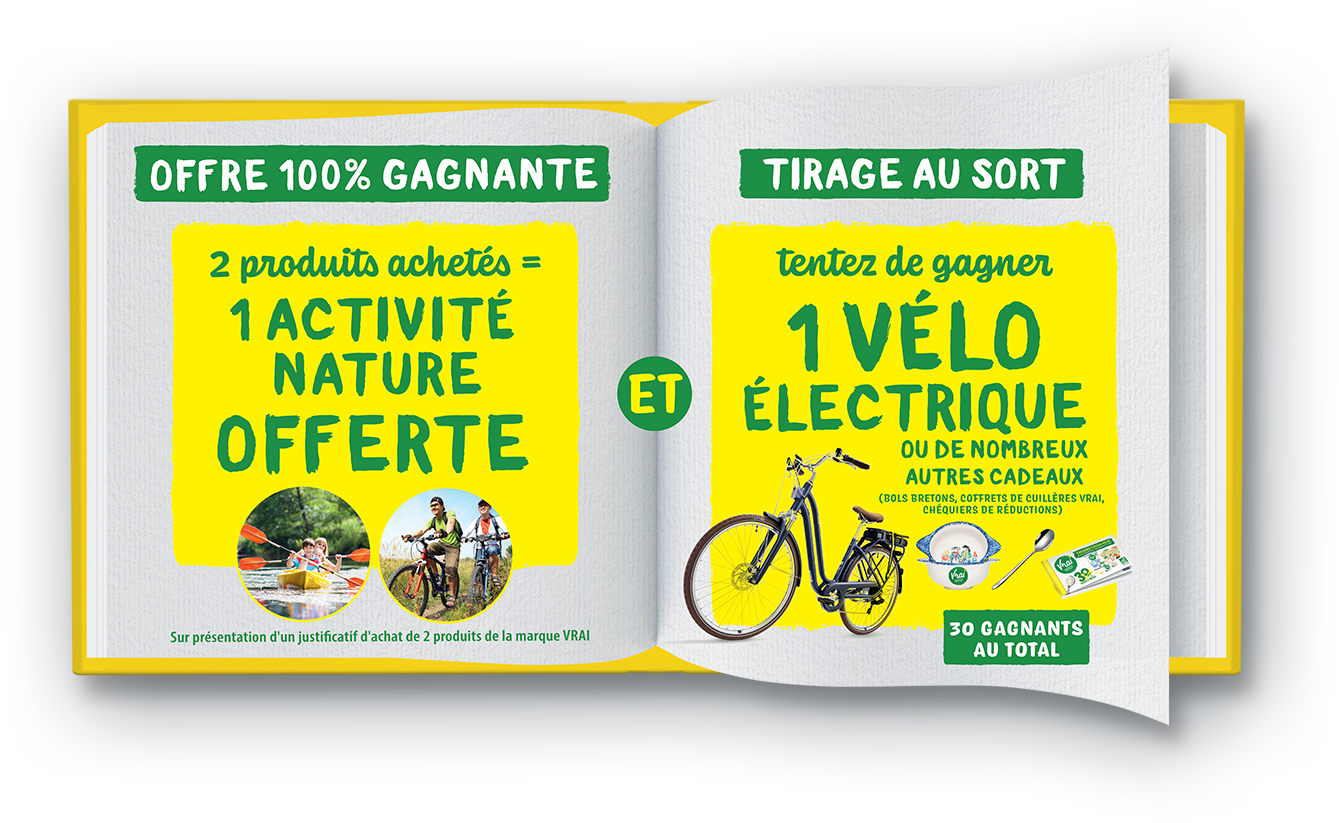 OFFRE 100% GAGNANTE
2 produits achetés =
1 ACTIVITÉ
NATURE
OFFERTE
Sur présentation d'un justificatif d'achat de 2 produits de la marque VRAI
ET
TIRAGE AU SORT
tentez de gagner
1 VÉLO
ÉLECTRIQUE
OU DE NOMBREUX
AUTRES CADEAUX
(BOLS BRETONS, COFFRETS DE CUILLÈRES VRAI,
CHÉQUIERS DE RÉDUCTIONS)
Vrai
Vrai
30 GAGNANTS
AU TOTAL